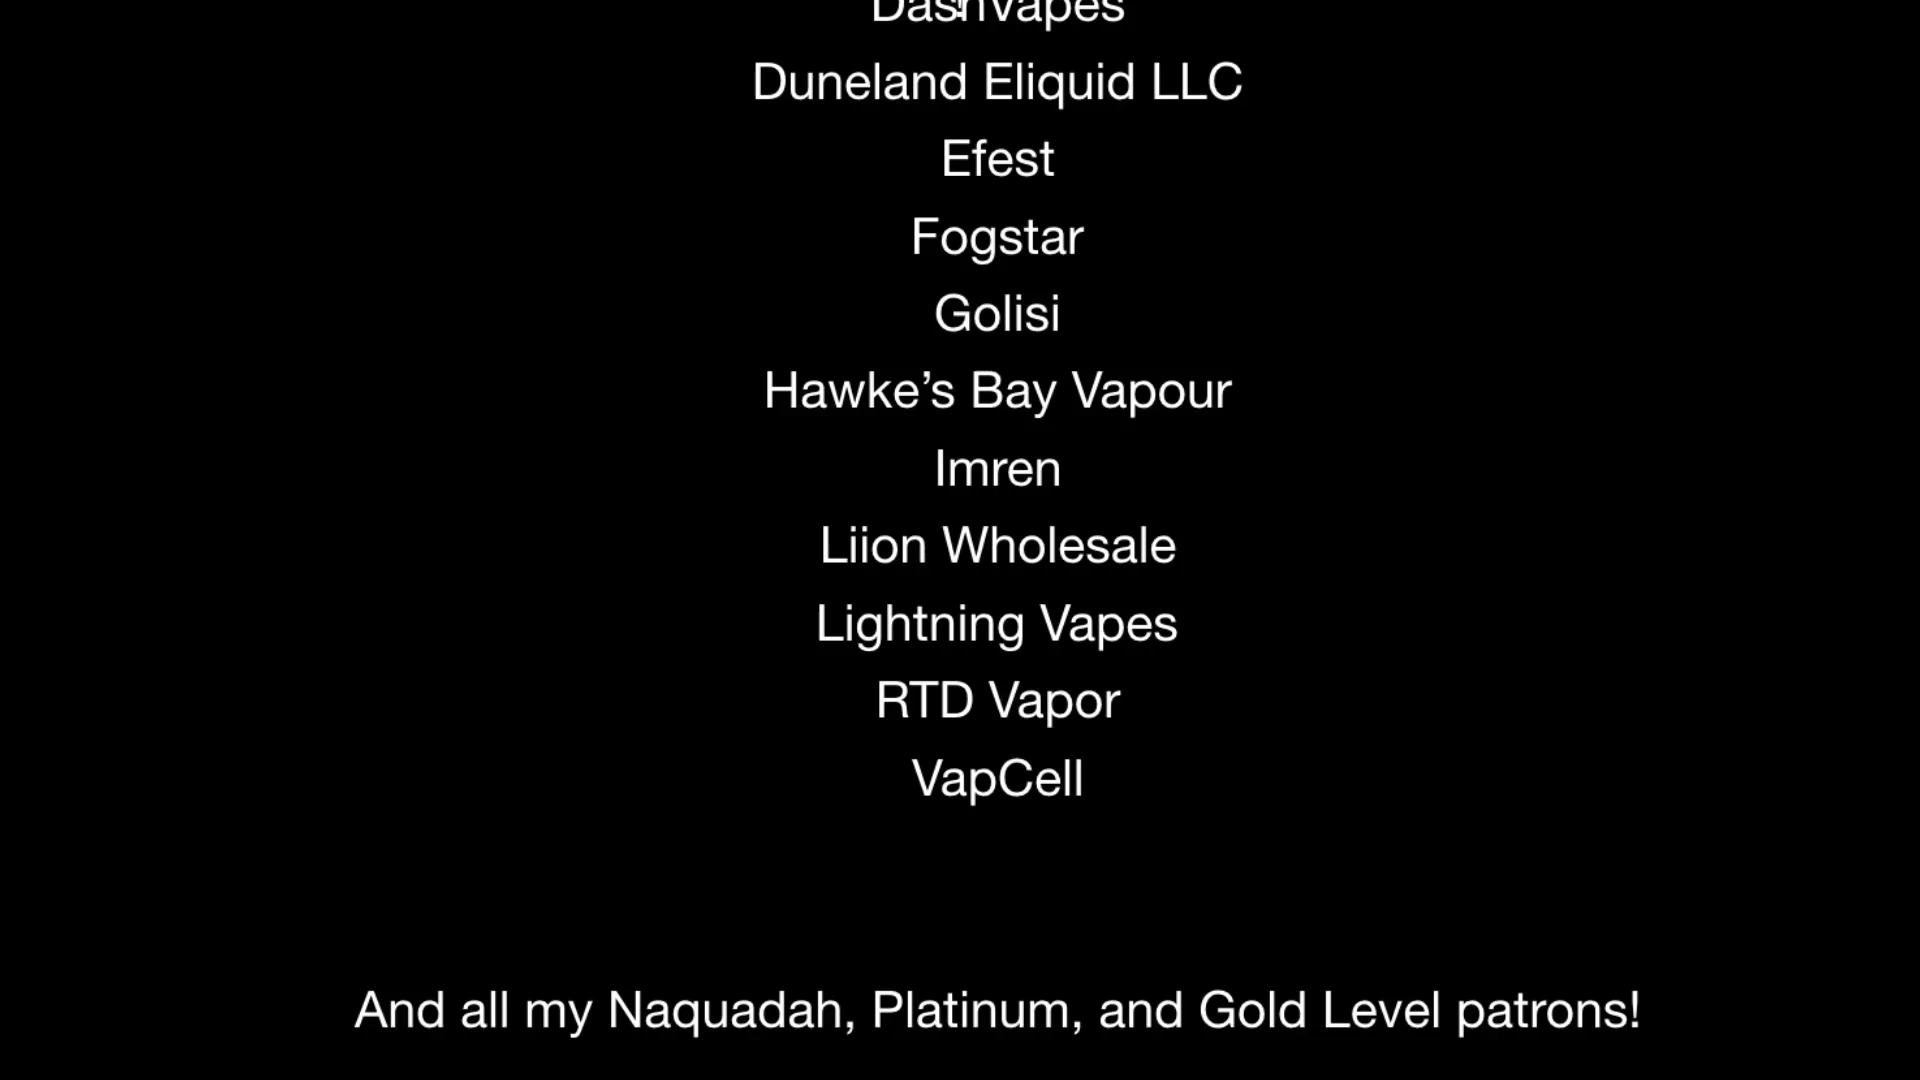 DashVapes
Duneland Eliquid LLC
Efest
Fogstar
Golisi
Hawke’s Bay Vapour
Imren
Liion Wholesale
Lightning Vapes
RTD Vapor
VapCell
And all my Naquadah, Platinum, and Gold Level patrons!